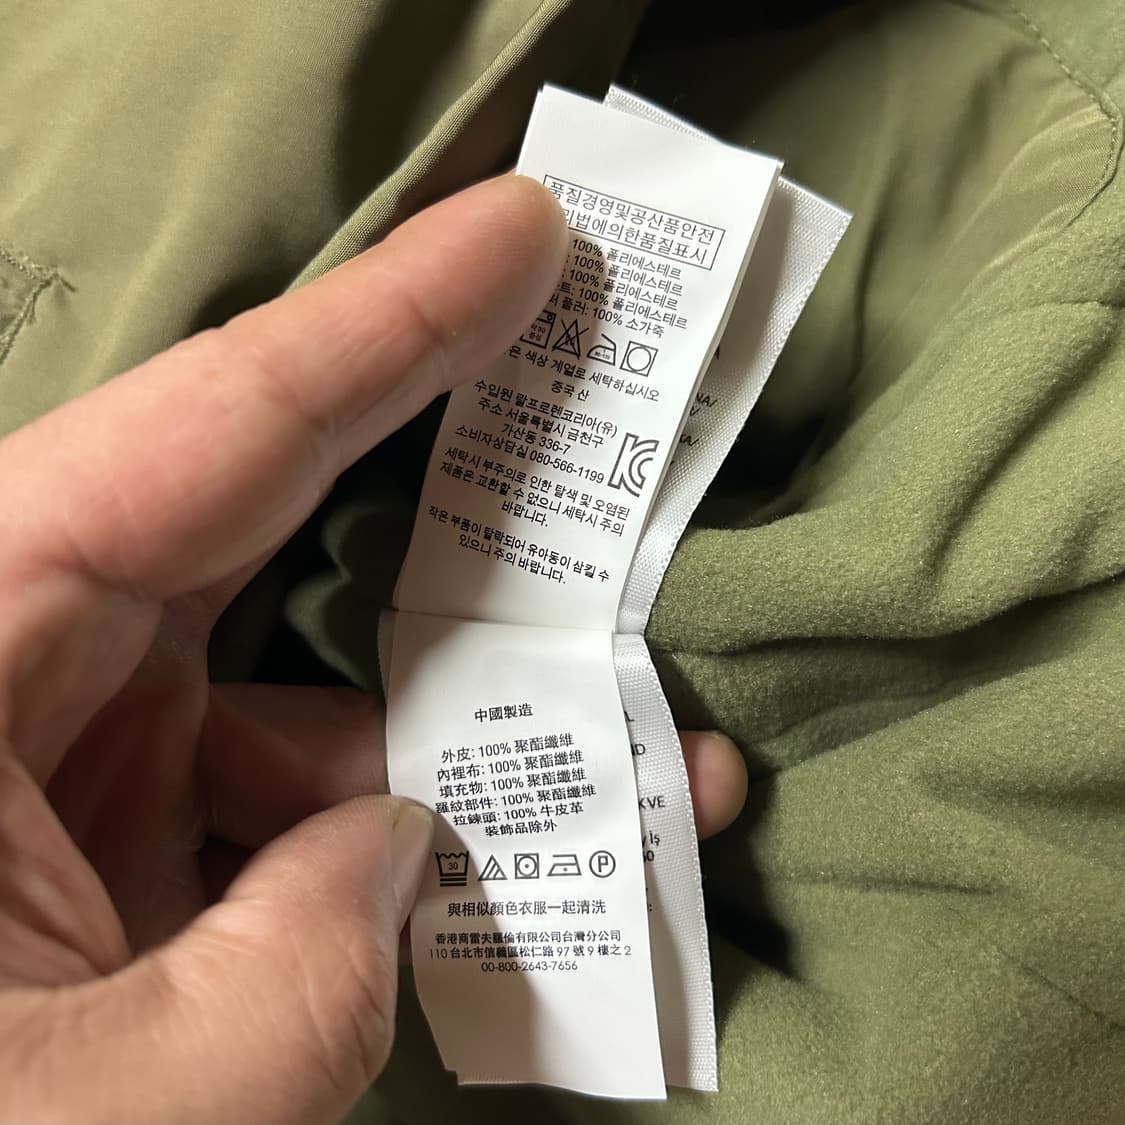 품질경영및공산품안전
리법에의한품질표시
100% 폴리에스테르
: 100% 폴리에스테르
: 100% 폴리에스테르
트: 100% 폴리에스테르
풀러: 100% 소가죽
은 색상 계열로 세탁하십시오
중국 산
수입원 랄프로렌코리아(유)
주소 서울특별시 금천구
가산동 336-7
소비자상담실 080-566-1199
세탁시 부주의로 인한 탈색 및 오염된
제품은 교환할 수 없으니 세탁시 주의
바랍니다.
작은 부품이 탈락되어 유아동이 삼킬 수
있으니 주의 바랍니다.
中國製造
外皮: 100% 聚酯纖維
內裡布: 100% 聚酯纖維
填充物: 100% 聚酯纖維
羅紋部件: 100% 聚酯纖維
拉鍊頭: 100% 牛皮革
裝飾品除外
30
P
與相似顏色衣服一起清洗
香港商雷夫羅倫有限公司台灣分公司
110 台北市信義區松仁路 97 號 9 樓之 2
00-800-2643-7656